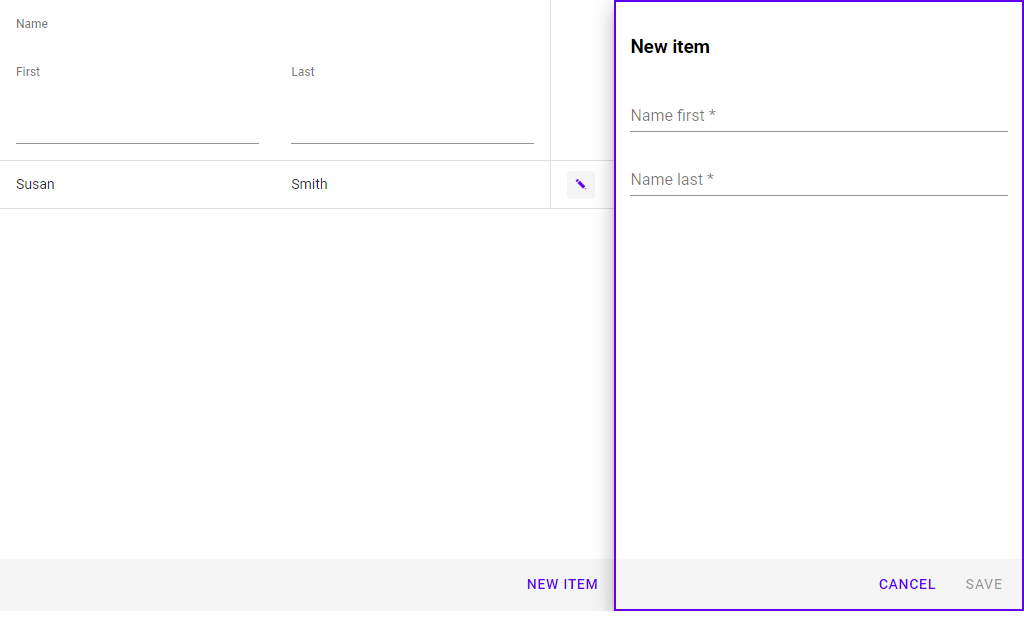 Name
First
Last
Susan
Smith
NEW ITEM
New item
Name first *
Name last *
CANCEL
SAVE